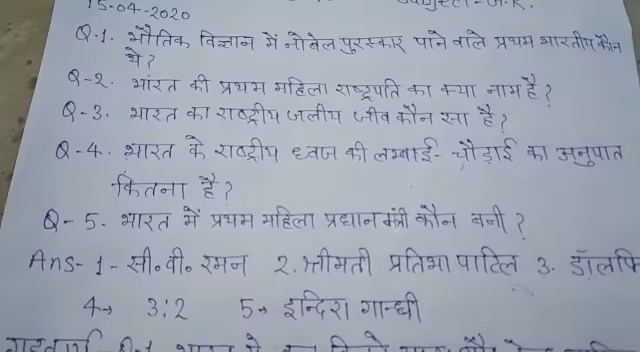 15-04-2020
Q-1. भौतिक विज्ञान में नोबेल पुरस्कार पाने वाले प्रथम भारतीय कौन
थे?
Q-2. भारत की प्रथम महिला राष्ट्रपति का क्या नाम है?
Q-3. भारत का राष्ट्रीय जलीय जीव कौन सा है?
Q-4. भारत के राष्ट्रीय ध्वज की लम्बाई- चौड़ाई का अनुपात
कितना है?
Q-5. भारत में प्रथम महिला प्रधानमंत्री कौन बनी?
Ans- 1- सी०वी० रमन 2. श्रीमती प्रतिभा पाटिल 3. डॉलफि
4→ 3:2 5→ इन्दिरा गान्धी